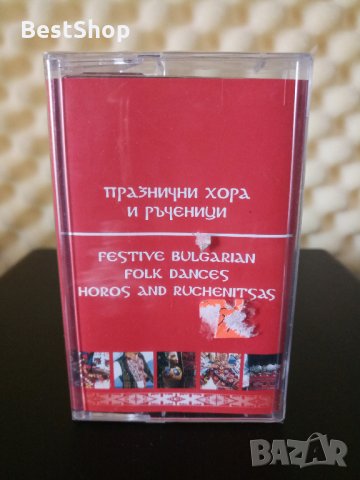 BestShop
ПРАЗНИЧНИ ХОРА
И РЪЧЕНИЦИ
FESTIVE BULGARIAN
FOLK DANCES
HOROS AND RUCHENITSAS
BAZAR